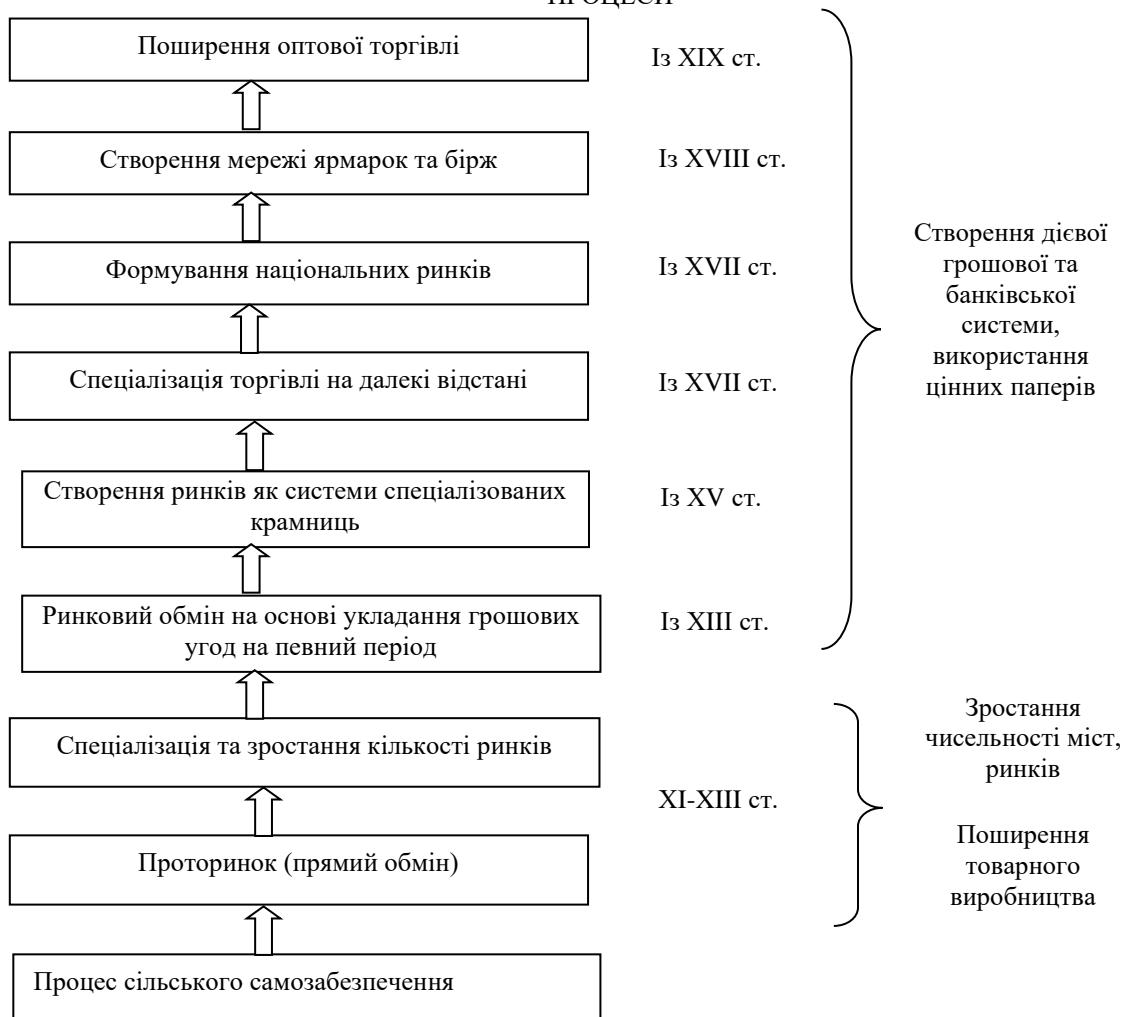 ПРОЦЕСИ
Поширення оптової торгівлі
Із XIX ст.
Створення мережі ярмарок та бірж
Із XVIII ст.
Формування національних ринків
Із XVII ст.
Створення дієвої
грошової та
банківської
системи,
використання
цінних паперів
Спеціалізація торгівлі на далекі відстані
Із XVII ст.
Створення ринків як системи спеціалізованих
крамниць
Із XV ст.
Ринковий обмін на основі укладання грошових
угод на певний період
Із XIII ст.
Спеціалізація та зростання кількості ринків
XI-XIII ст.
Зростання
чисельності міст,
ринків
Поширення
товарного
виробництва
Проторинок (прямий обмін)
Процес сільського самозабезпечення